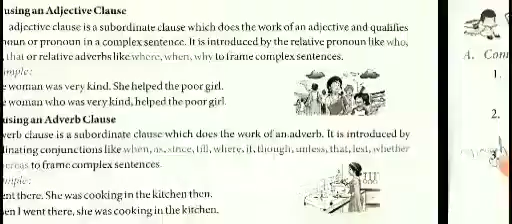 using an Adjective Clause
adjective clause is a subordinate clause which does the work of an adjective and qualifies
noun or pronoun in a complex sentence. It is introduced by the relative pronoun like who,
, that or relative adverbs like where, when, why to frame complex sentences.
mple:
e woman was very kind. She helped the poor girl.
e woman who was very kind, helped the poor girl.
using an Adverb Clause
verb clause is a subordinate clause which does the work of an adverb. It is introduced by
linating conjunctions like when, as, since, till, where, if, though, unless, that, lest, whether
ereas to frame complex sentences.
mple:
ent there. She was cooking in the kitchen then.
en I went there, she was cooking in the kitchen.
A. Com
1.
2.
3.